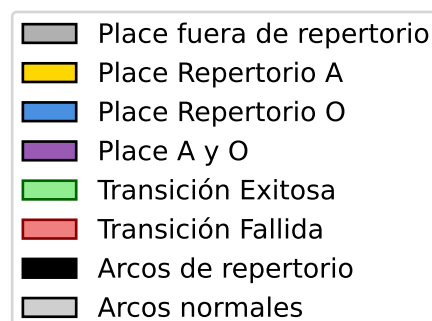 Place fuera de repertorio
Place Repertorio A
Place Repertorio O
Place A y O
Transición Exitosa
Transición Fallida
Arcos de repertorio
Arcos normales